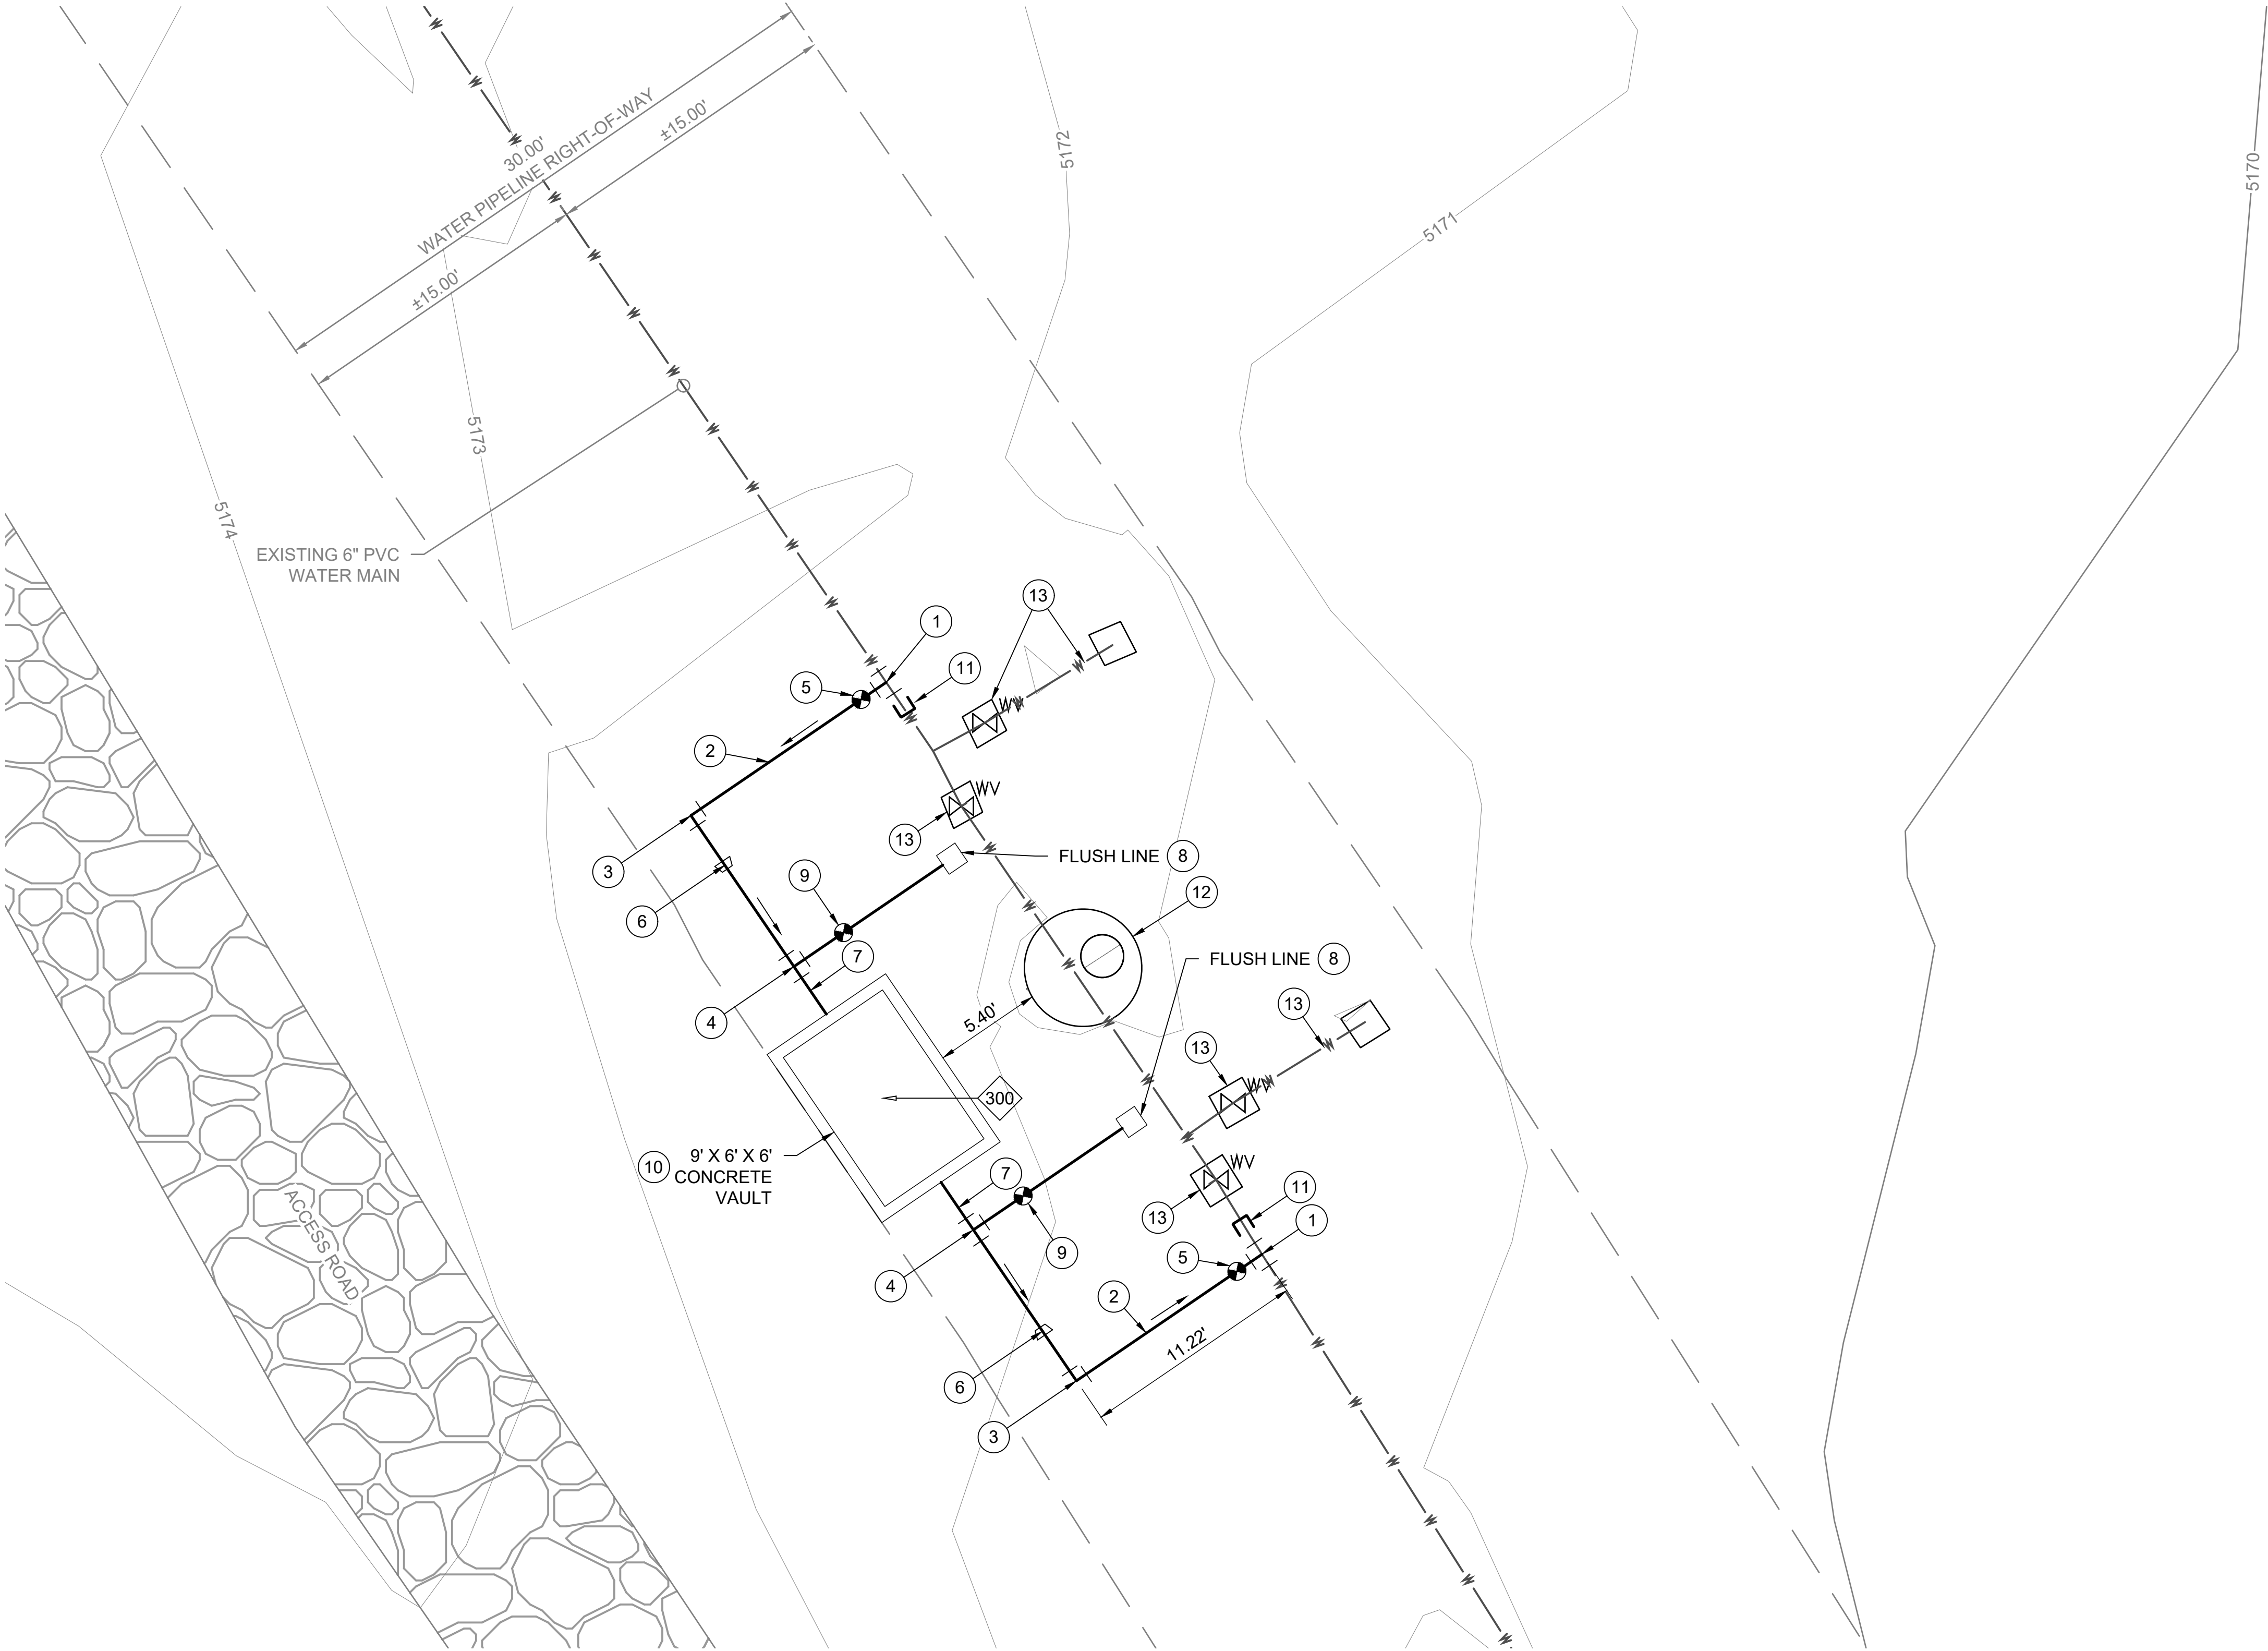 30.00'
WATER PIPELINE RIGHT-OF-WAY
±15.00'
±15.00'
5172
5170
5171
5173
5174
EXISTING 6" PVC
WATER MAIN
13
1
11
5
WV
2
WV
13
3
FLUSH LINE 8
9
6
12
7
FLUSH LINE 8
4
5.40'
13
13
WV
300
10 9' X 6' X 6'
CONCRETE
VAULT
7
WV
11
13
1
ACCESS ROAD
9
5
4
2
11.22'
6
3
W